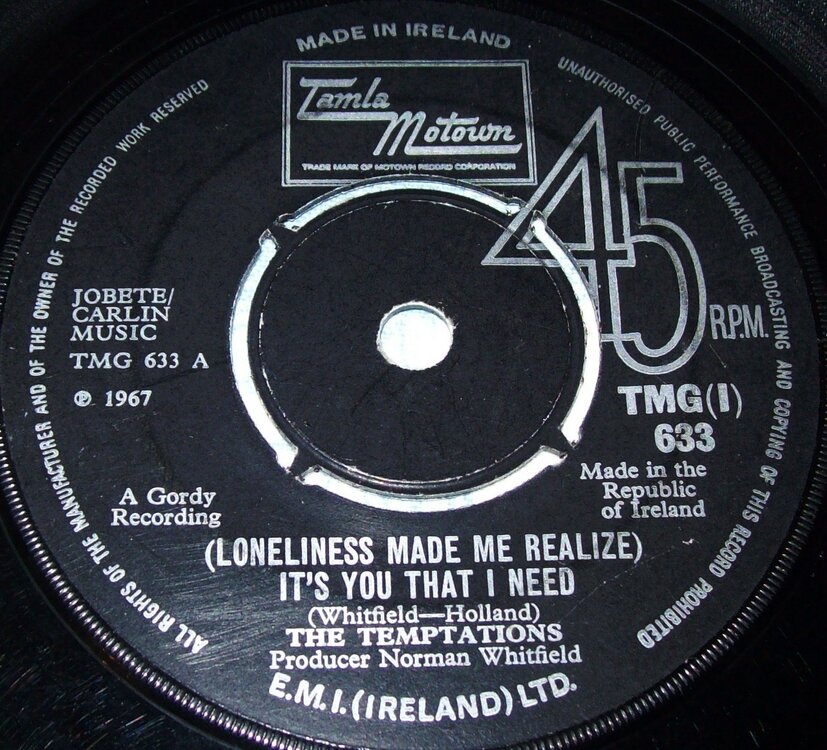 MADE IN IRELAND
Tamla
Motown
TRADE MARK OF MOTOWN RECORD CORPORATION
ALL RIGHTS OF THE MANUFACTURER AND OF THE OWNER OF THE RECORDED WORK RESERVED
UNAUTHORISED PUBLIC PERFORMANCE BROADCASTING AND COPYING OF THIS RECORD PROHIBITED
45
R.P.M.
JOBETE/
CARLIN
MUSIC
TMG 633 A
℗ 1967
TMG(I)
633
Made in the
Republic
of Ireland
A Gordy
Recording
(LONELINESS MADE ME REALIZE)
IT'S YOU THAT I NEED
(Whitfield—Holland)
THE TEMPTATIONS
Producer Norman Whitfield
E.M.I.(IRELAND) LTD.